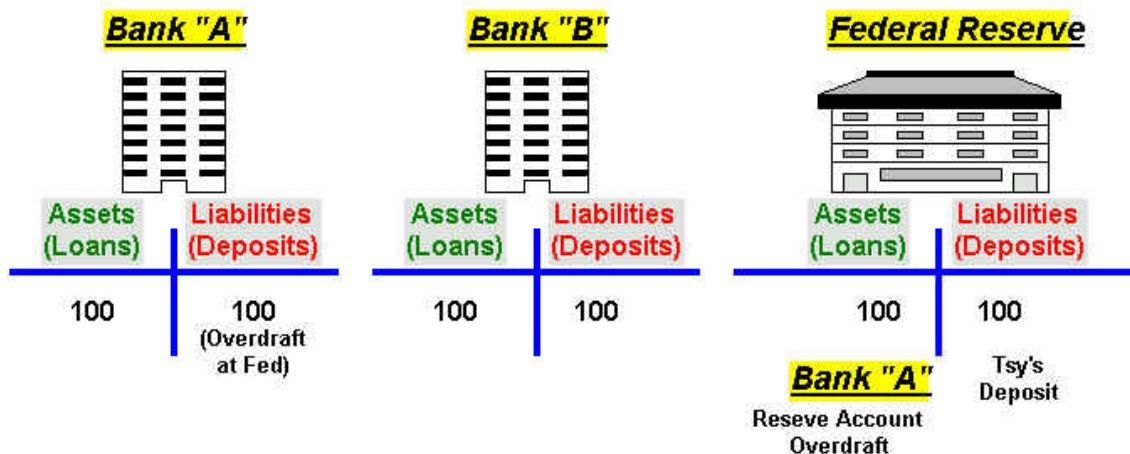 Bank "A"
Bank "B"
Federal Reserve
Assets
(Loans)
Liabilities
(Deposits)
Assets
(Loans)
Liabilities
(Deposits)
Assets
(Loans)
Liabilities
(Deposits)
100
100
(Overdraft
at Fed)
100
100
100
100
Bank "A"
Reseve Account
Overdraft
Tsy's
Deposit